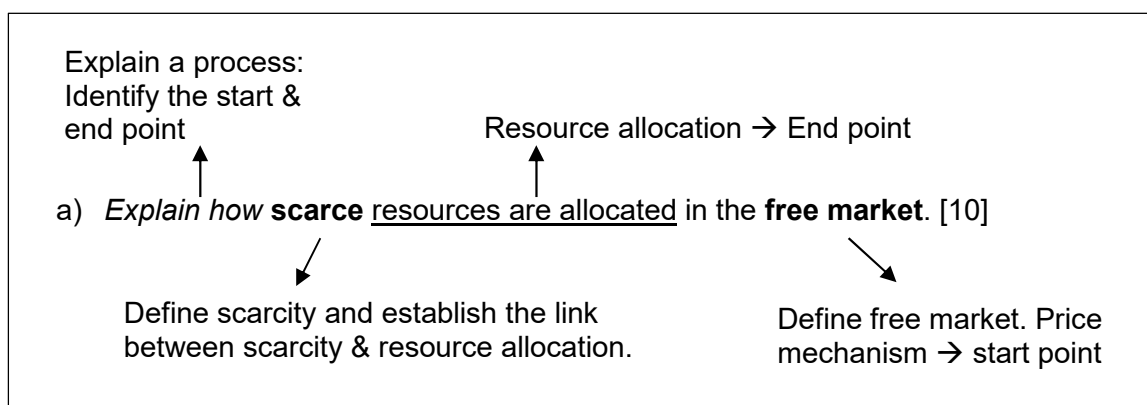 Explain a process:
Identify the start &
end point
Resource allocation → End point
a) Explain how scarce resources are allocated in the free market. [10]
Define scarcity and establish the link
between scarcity & resource allocation.
Define free market. Price
mechanism → start point